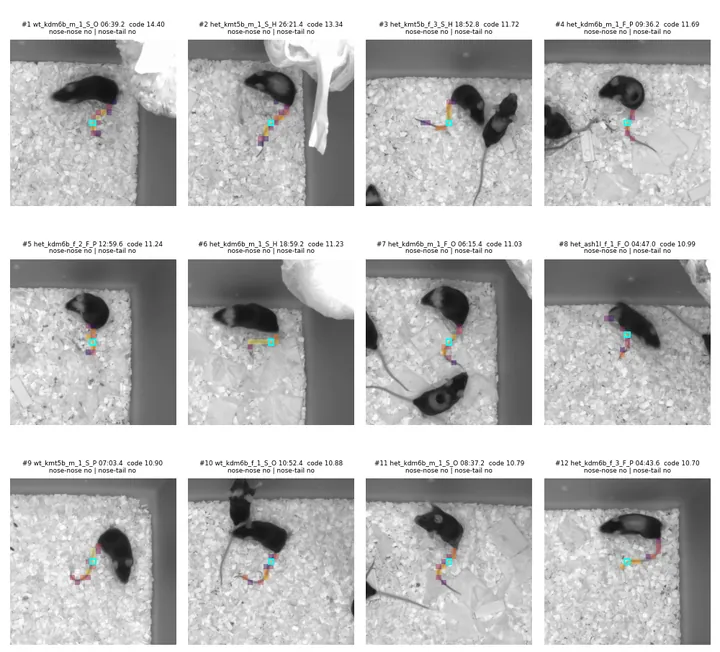 #1 wt_kdm6b_m_1_S_O 06:39.2 code 14.40
nose-nose no | nose-tail no
#2 het_kmt5b_m_1_S_H 26:21.4 code 13.34
nose-nose no | nose-tail no
#3 het_kmt5b_f_3_S_H 18:52.8 code 11.72
nose-nose no | nose-tail no
#4 het_kdm6b_m_1_F_P 09:36.2 code 11.69
nose-nose no | nose-tail no
#5 het_kdm6b_f_2_F_P 12:59.6 code 11.24
nose-nose no | nose-tail no
#6 het_kdm6b_m_1_S_H 18:59.2 code 11.23
nose-nose no | nose-tail no
#7 het_kdm6b_m_1_F_O 06:15.4 code 11.03
nose-nose no | nose-tail no
#8 het_ash1l_f_1_F_O 04:47.0 code 10.99
nose-nose no | nose-tail no
#9 wt_kmt5b_m_1_S_P 07:03.4 code 10.90
nose-nose no | nose-tail no
#10 wt_kdm6b_f_1_S_O 10:52.4 code 10.88
nose-nose no | nose-tail no
#11 het_kdm6b_m_1_S_O 08:37.2 code 10.79
nose-nose no | nose-tail no
#12 het_kdm6b_f_3_F_P 04:43.6 code 10.70
nose-nose no | nose-tail no